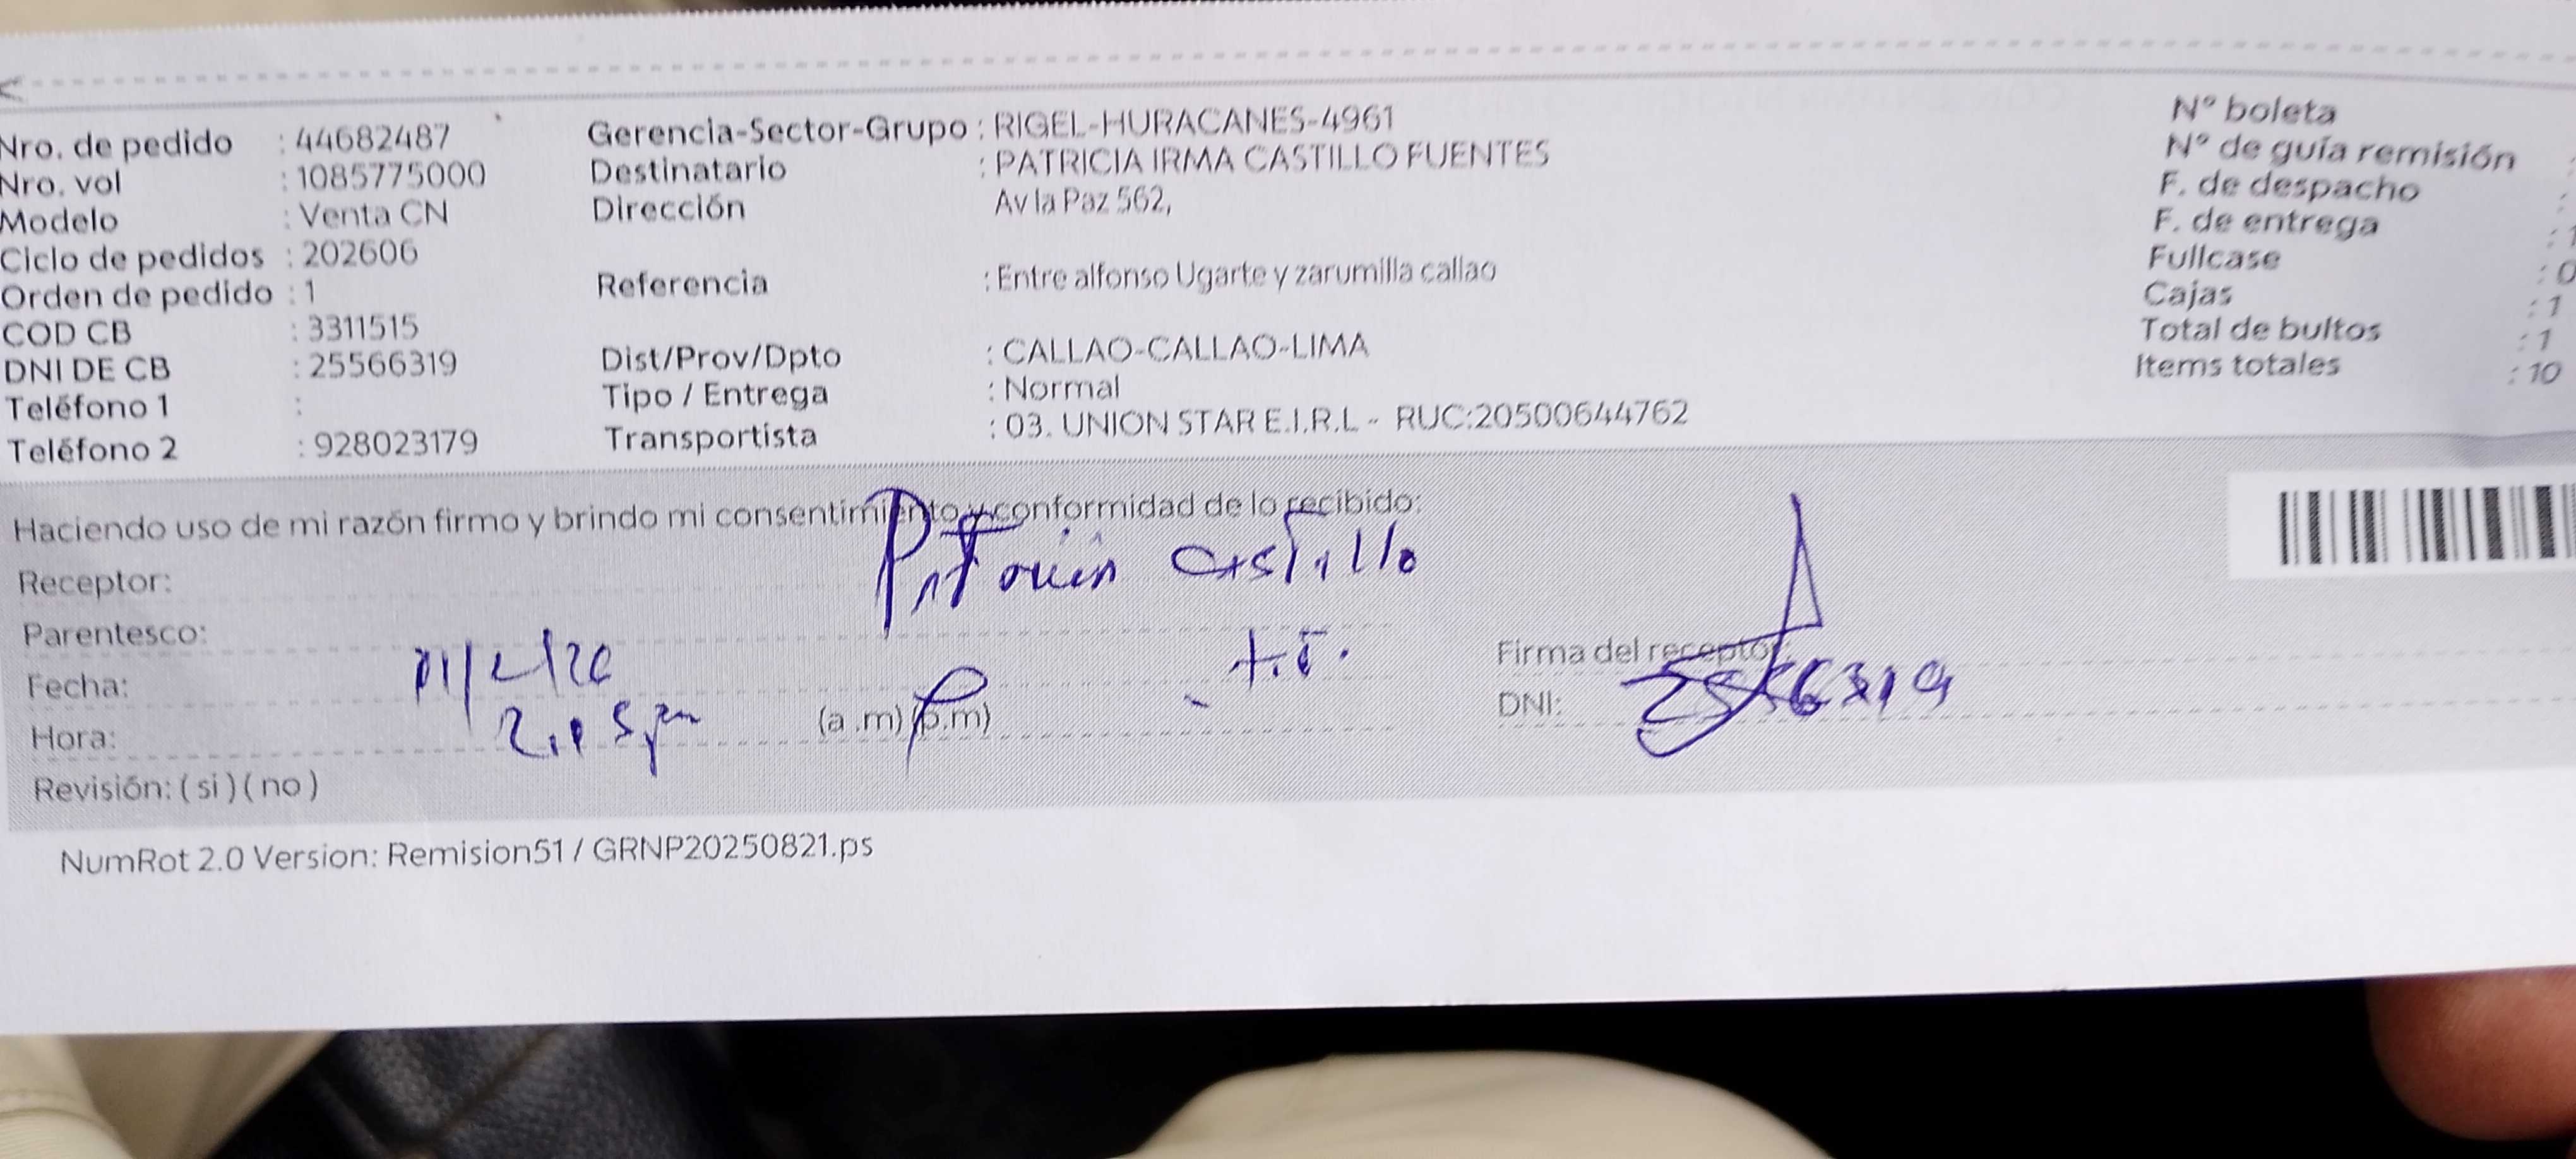 Nro. de pedido : 44682487
Nro. vol : 1085775000
Modelo : Venta CN
Ciclo de pedidos : 202606
Orden de pedido : 1
COD CB : 3311515
DNI DE CB : 25566319
Teléfono 1 :
Teléfono 2 : 928023179
Gerencia-Sector-Grupo : RIGEL-HURACANES-4961
Destinatario : PATRICIA IRMA CASTILLO FUENTES
Dirección Av la Paz 562,
Referencia : Entre alfonso Ugarte y zarumilla callao
Dist/Prov/Dpto : CALLAO-CALLAO-LIMA
Tipo / Entrega : Normal
Transportista : 03. UNION STAR E.I.R.L - RUC:20500644762
N° boleta
N° de guía remisión :
F. de despacho :
F. de entrega : 1
Fullcase : 0
Cajas : 1
Total de bultos : 1
Items totales : 10
Haciendo uso de mi razón firmo y brindo mi consentimiento y conformidad de lo recibido:
Receptor: Castillo
Parentesco:
Fecha:
Hora: (a.m) (p.m)
Firma del receptor:
DNI: 25566319
Revisión: ( si ) ( no )
NumRot 2.0 Version: Remision51 / GRNP20250821.ps